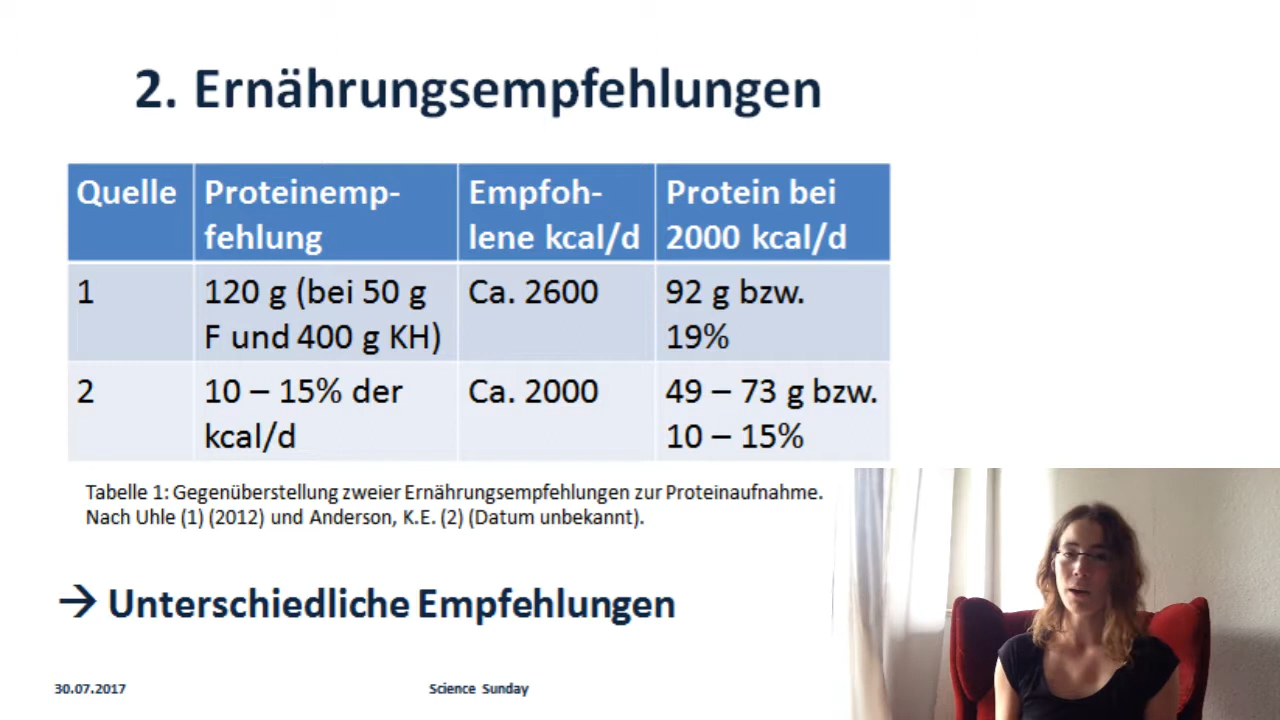 2. Ernährungsempfehlungen
Quelle
Proteinemp-
fehlung
Empfoh-
lene kcal/d
Protein bei
2000 kcal/d
1
120 g (bei 50 g
F und 400 g KH)
Ca. 2600
92 g bzw.
19%
2
10 – 15% der
kcal/d
Ca. 2000
49 – 73 g bzw.
10 – 15%
Tabelle 1: Gegenüberstellung zweier Ernährungsempfehlungen zur Proteinaufnahme.
Nach Uhle (1) (2012) und Anderson, K.E. (2) (Datum unbekannt).
→ Unterschiedliche Empfehlungen
30.07.2017
Science Sunday